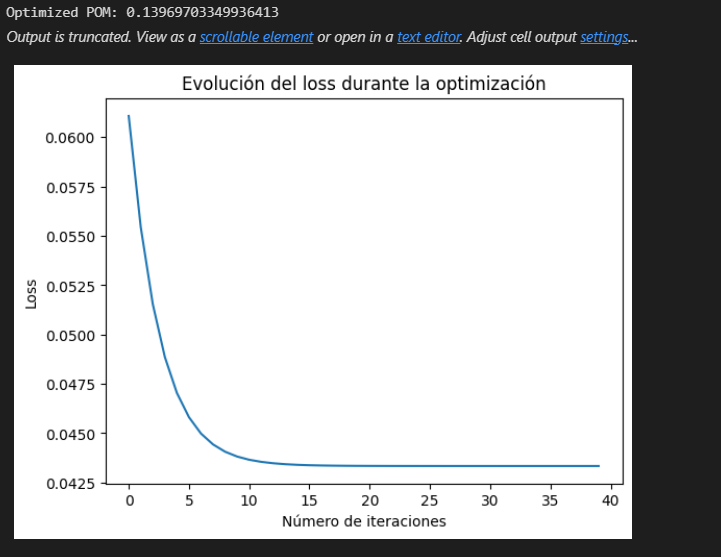 Optimized POM: 0.13969703349936413
Output is truncated. View as a scrollable element or open in a text editor. Adjust cell output settings...
Evolución del loss durante la optimización
0.0600
0.0575
0.0550
0.0525
0.0500
0.0475
0.0450
0.0425
Loss
0 5 10 15 20 25 30 35 40
Número de iteraciones